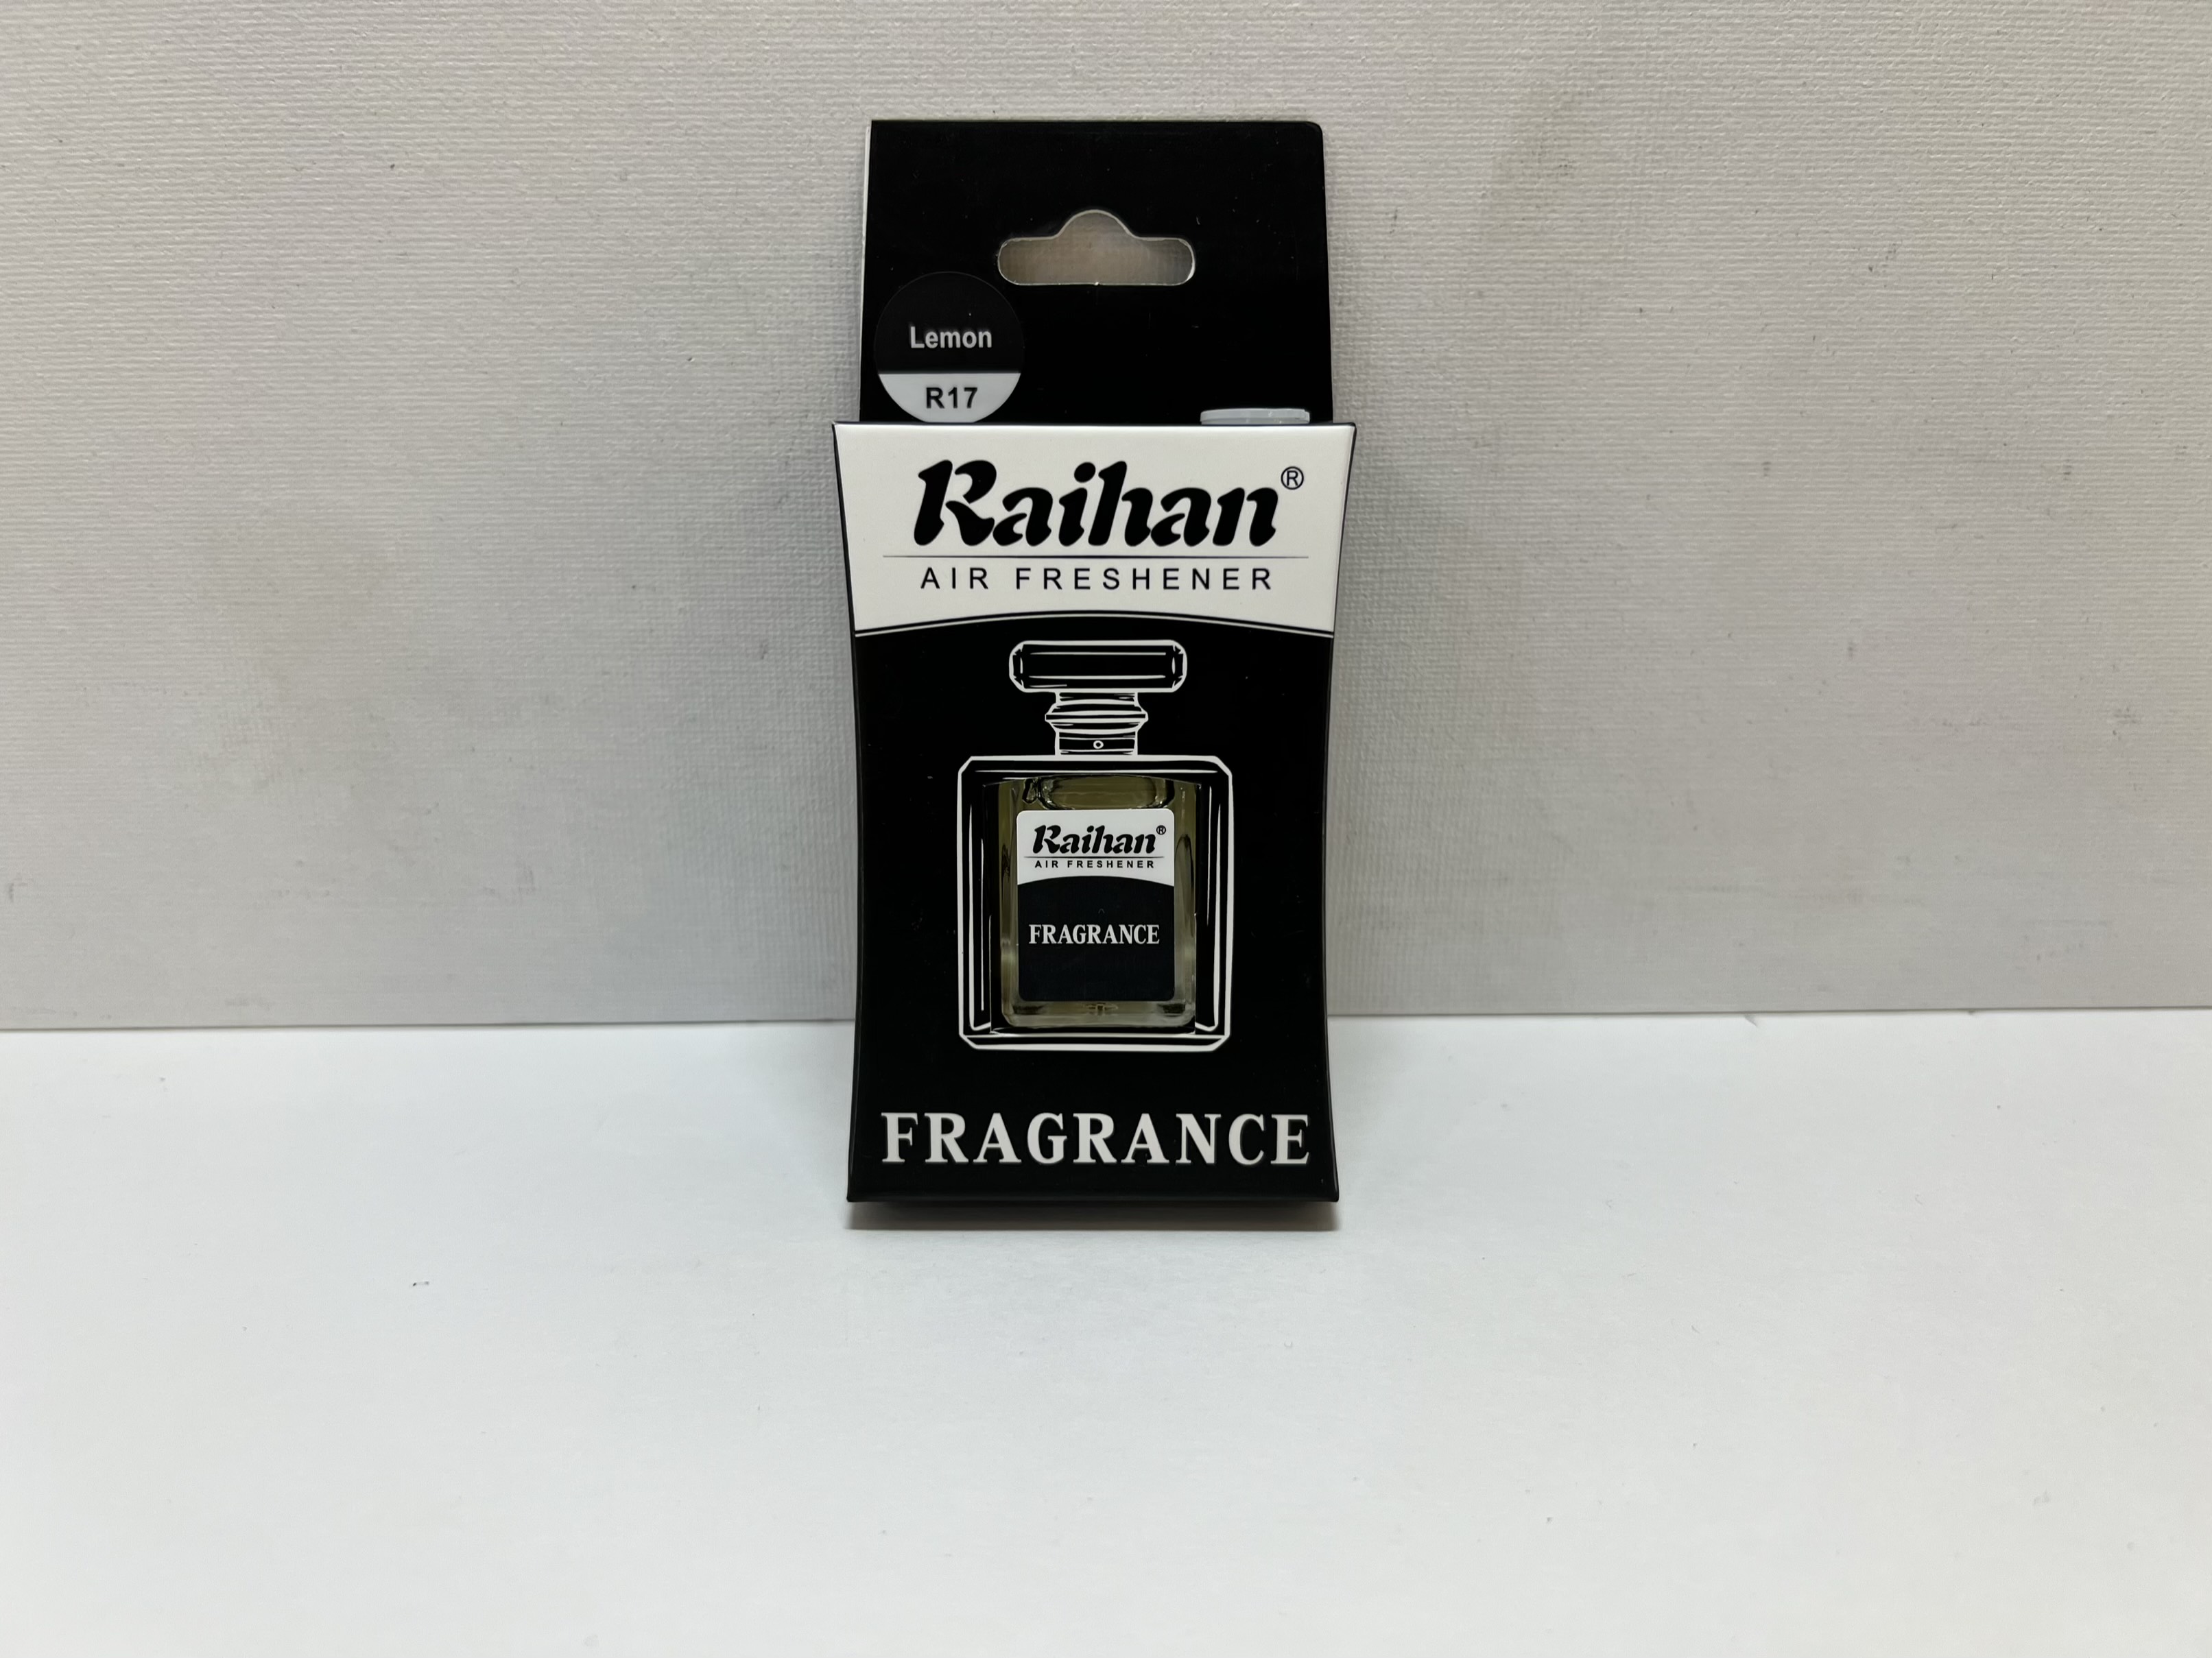 Lemon
R17
Raihan®
AIR FRESHENER
Raihan®
AIR FRESHENER
FRAGRANCE
FRAGRANCE